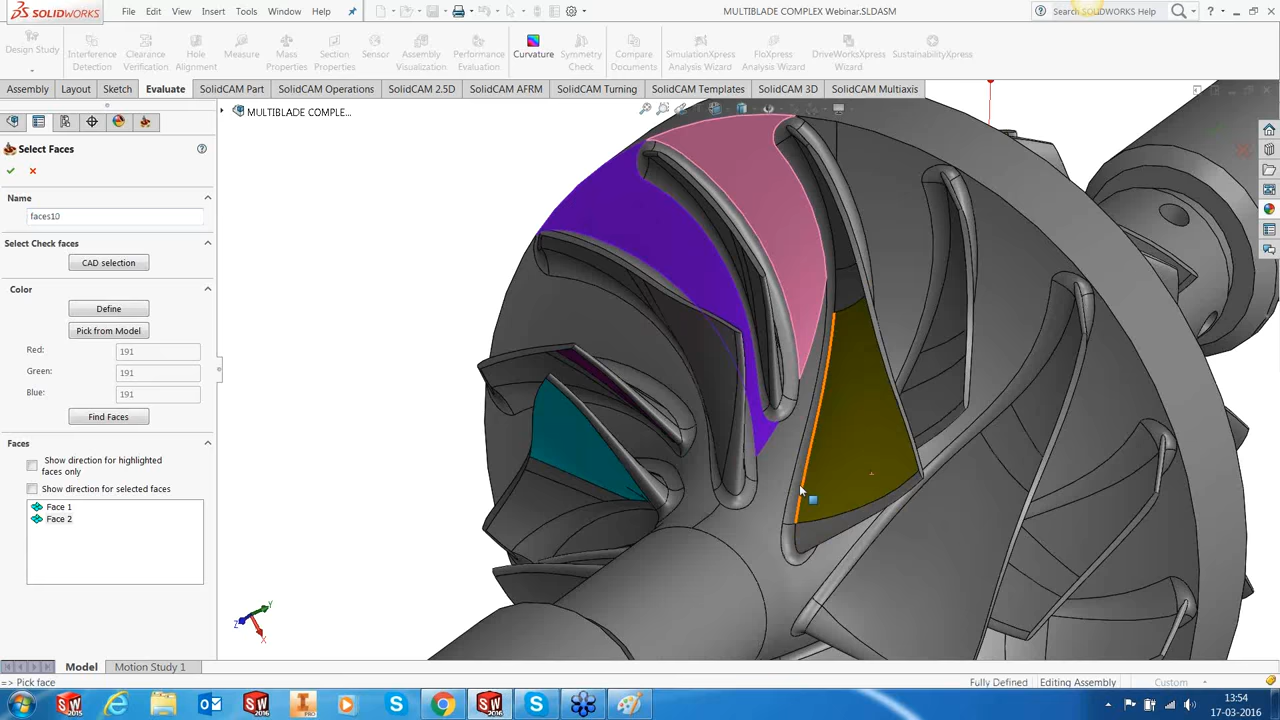 SOLIDWORKS
File Edit View Insert Tools Window Help
MULTIBLADE COMPLEX Webinar.SLDASM
Search SOLIDWORKS Help
Design Study
Interference Detection
Clearance Verification
Hole Alignment
Measure
Mass Properties
Section Properties
Sensor
Assembly Visualization
Performance Evaluation
Curvature
Symmetry Check
Compare Documents
SimulationXpress Analysis Wizard
FloXpress Analysis Wizard
DriveWorksXpress Wizard
SustainabilityXpress
Assembly Layout Sketch Evaluate SolidCAM Part SolidCAM Operations SolidCAM 2.5D SolidCAM AFRM SolidCAM Turning SolidCAM Templates SolidCAM 3D SolidCAM Multiaxis
MULTIBLADE COMPLE...
Select Faces
Name
faces10
Select Check faces
CAD selection
Color
Define
Pick from Model
Red: 191
Green: 191
Blue: 191
Find Faces
Faces
Show direction for highlighted
faces only
Show direction for selected faces
Face 1
Face 2
Y
Z
X
Model Motion Study 1
=> Pick face
Fully Defined Editing Assembly Custom
13:54
17-03-2016